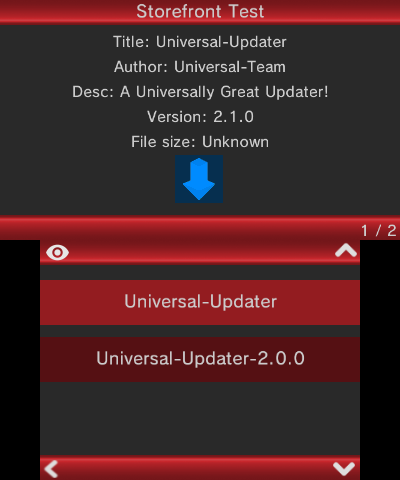 Storefront Test
Title: Universal-Updater
Author: Universal-Team
Desc: A Universally Great Updater!
Version: 2.1.0
File size: Unknown
1 / 2
Universal-Updater
Universal-Updater-2.0.0